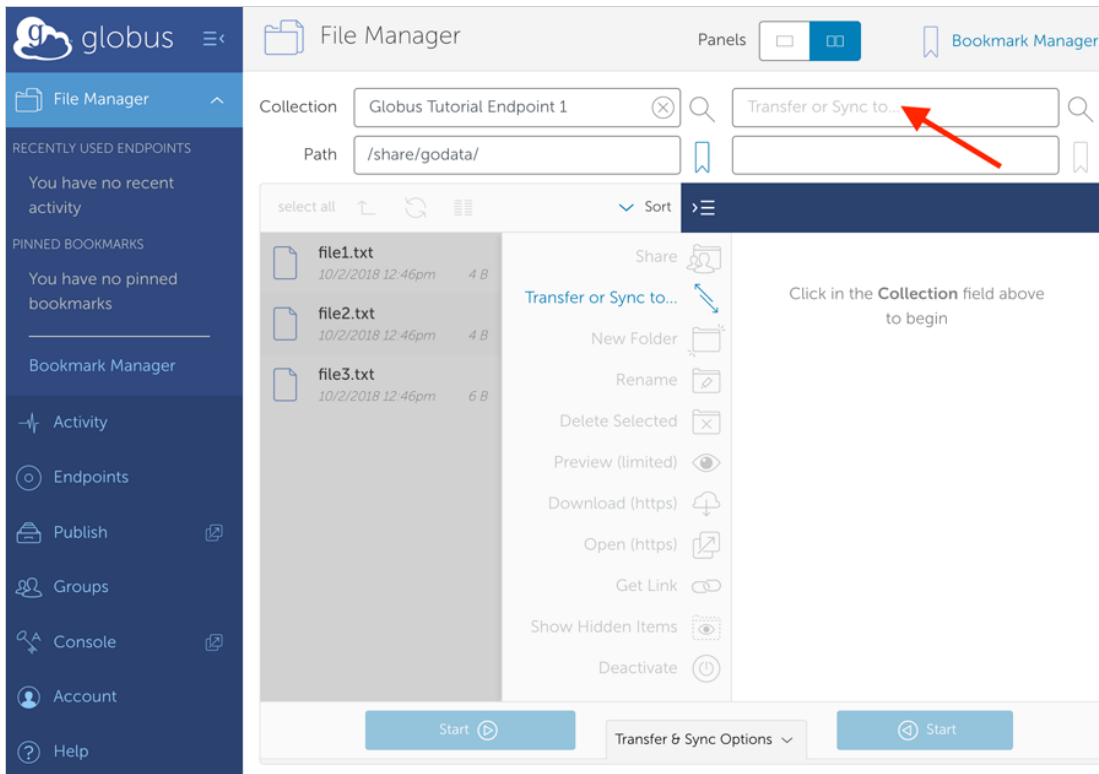 globus
File Manager
RECENTLY USED ENDPOINTS
You have no recent
activity
PINNED BOOKMARKS
You have no pinned
bookmarks
Bookmark Manager
Activity
Endpoints
Publish
Groups
Console
Account
Help
File Manager
Panels
Bookmark Manager
Collection
Globus Tutorial Endpoint 1
Transfer or Sync to...
Path
/share/godata/
select all
Sort
file1.txt
10/2/2018 12:46pm 4 B
file2.txt
10/2/2018 12:46pm 4 B
file3.txt
10/2/2018 12:46pm 6 B
Share
Transfer or Sync to...
New Folder
Rename
Delete Selected
Preview (limited)
Download (https)
Open (https)
Get Link
Show Hidden Items
Deactivate
Click in the Collection field above
to begin
Start
Transfer & Sync Options
Start